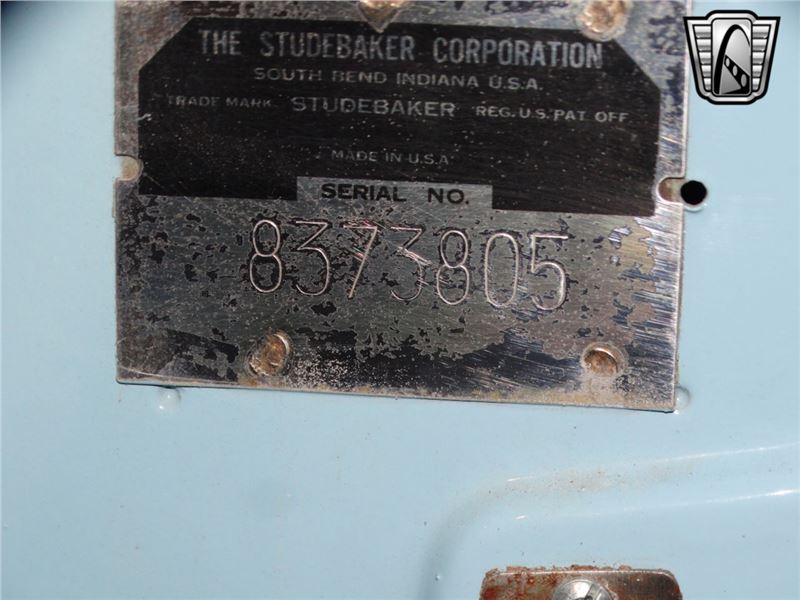 THE STUDEBAKER CORPORATION
SOUTH BEND INDIANA U.S.A.
TRADE MARK STUDEBAKER REG. U.S. PAT OFF
MADE IN U.S.A
SERIAL NO.
8373805